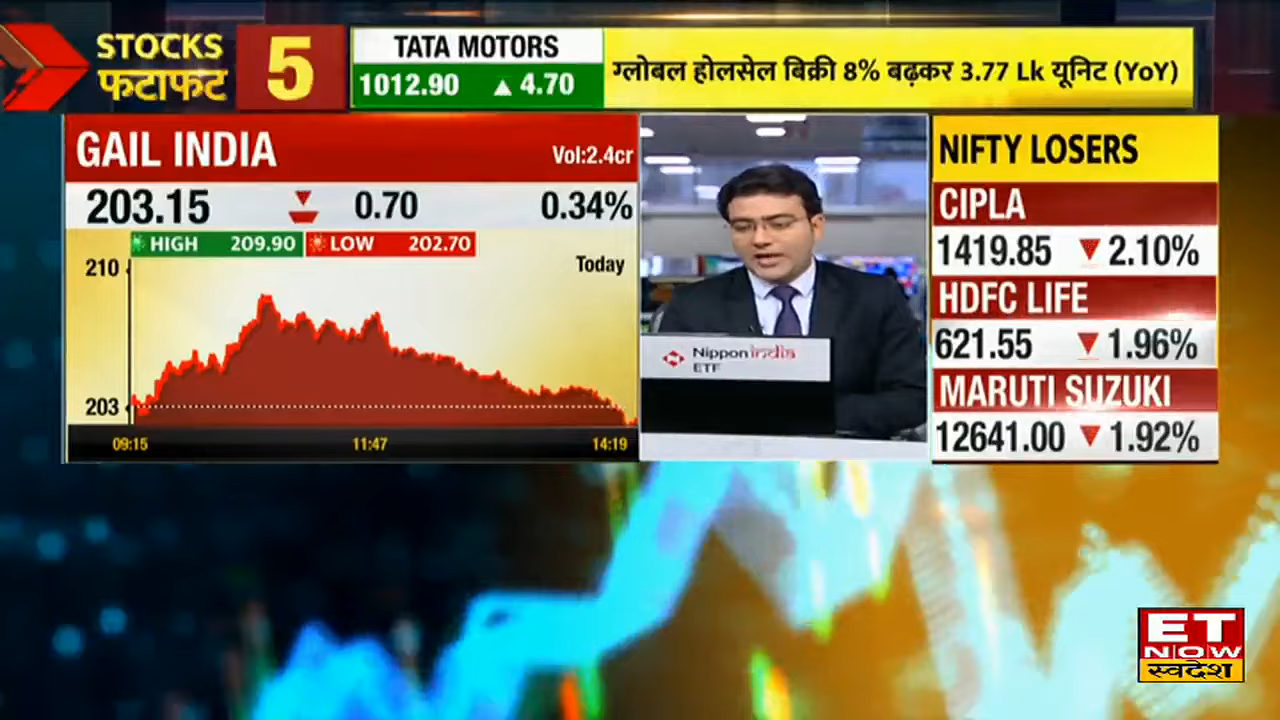 STOCKS
फटाफट
5
TATA MOTORS
1012.90 ▲ 4.70
ग्लोबल होलसेल बिक्री 8% बढ़कर 3.77 Lk यूनिट (YoY)
GAIL INDIA Vol:2.4cr
203.15 ▼ 0.70 0.34%
HIGH 209.90 LOW 202.70
210
Today
203
09:15 11:47 14:19
Nippon india
ETF
NIFTY LOSERS
CIPLA
1419.85 ▼ 2.10%
HDFC LIFE
621.55 ▼ 1.96%
MARUTI SUZUKI
12641.00 ▼ 1.92%
ET
NOW
स्वदेश